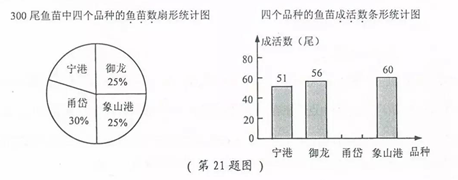 300 尾鱼苗中四个品种的鱼苗数扇形统计图
宁港
御龙
25%
甬岱
30%
象山港
25%
四个品种的鱼苗成活数条形统计图
成活数（尾）
80
60
40
20
0
51
56
60
宁港
御龙
甬岱
象山港
品种
（第21题图）